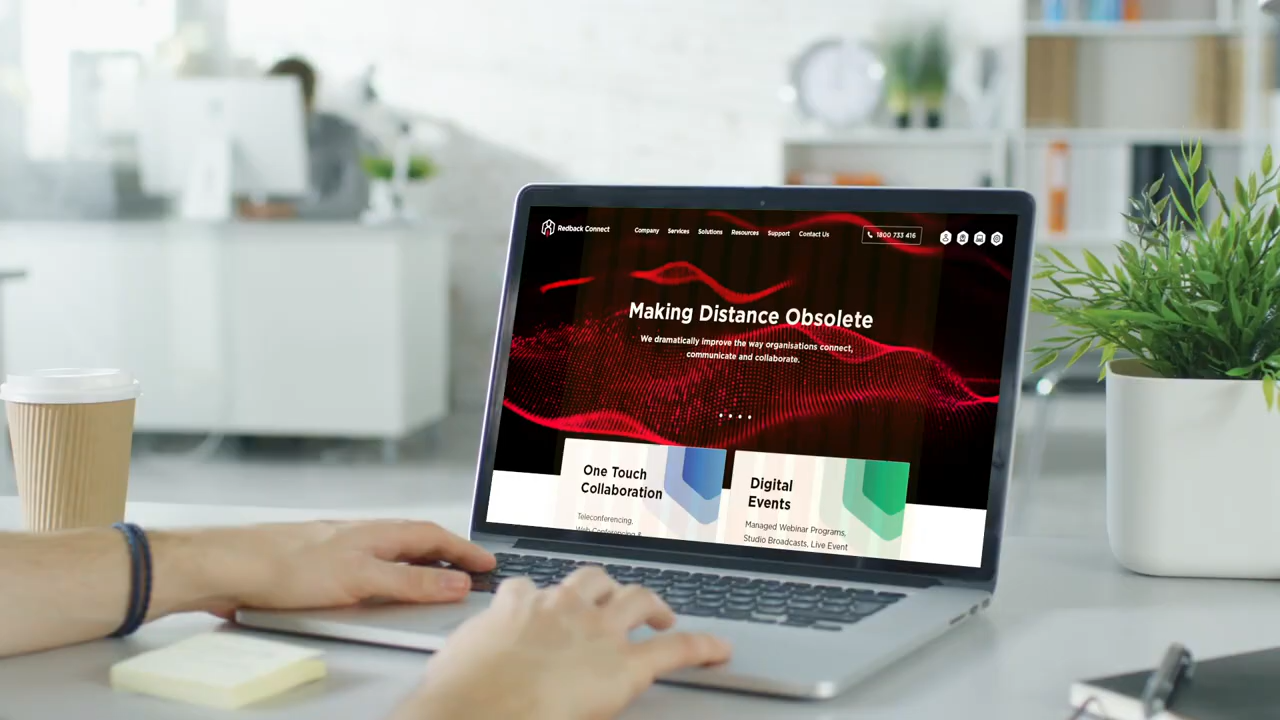 Redback Connect
Company Services Solutions Resources Support Contact Us
1800 733 416
Making Distance Obsolete
We dramatically improve the way organisations connect,
communicate and collaborate.
One Touch
Collaboration
Teleconferencing,
Web Conferencing &
Digital
Events
Managed Webinar Programs,
Studio Broadcasts, Live Event